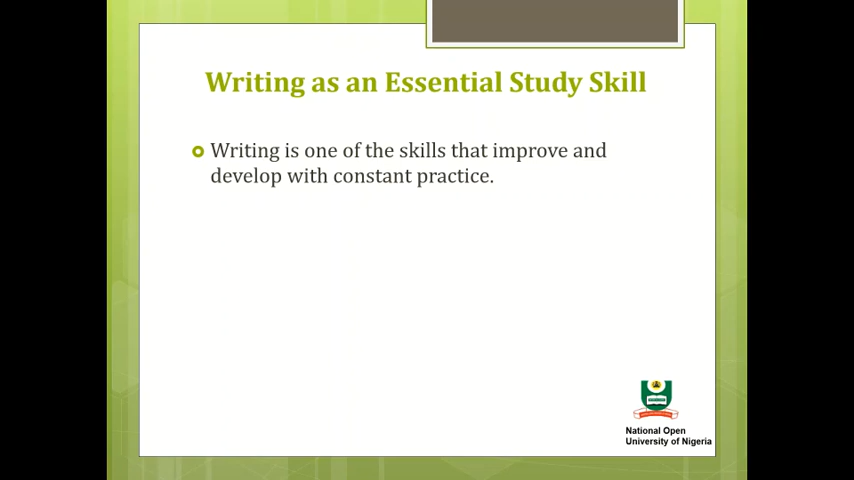 Writing as an Essential Study Skill
Writing is one of the skills that improve and
develop with constant practice.
National Open
University of Nigeria